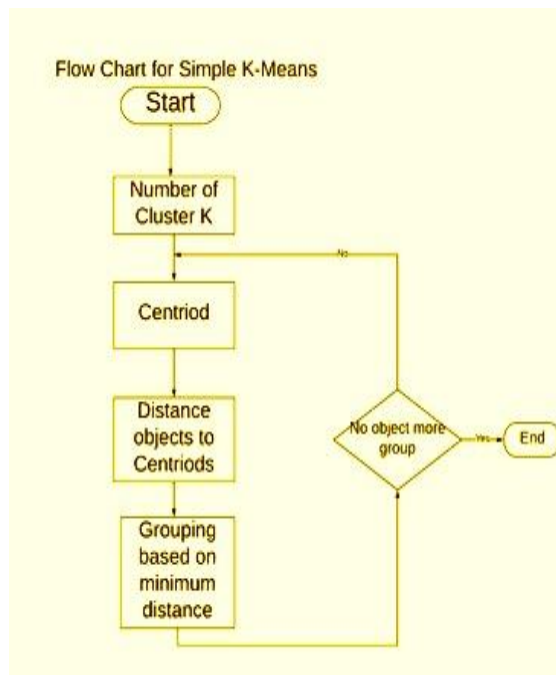 Flow Chart for Simple K-Means
Start
Number of
Cluster K
No
Centriod
Distance
objects to
Centriods
No object more
group
Yes
End
Grouping
based on
minimum
distance